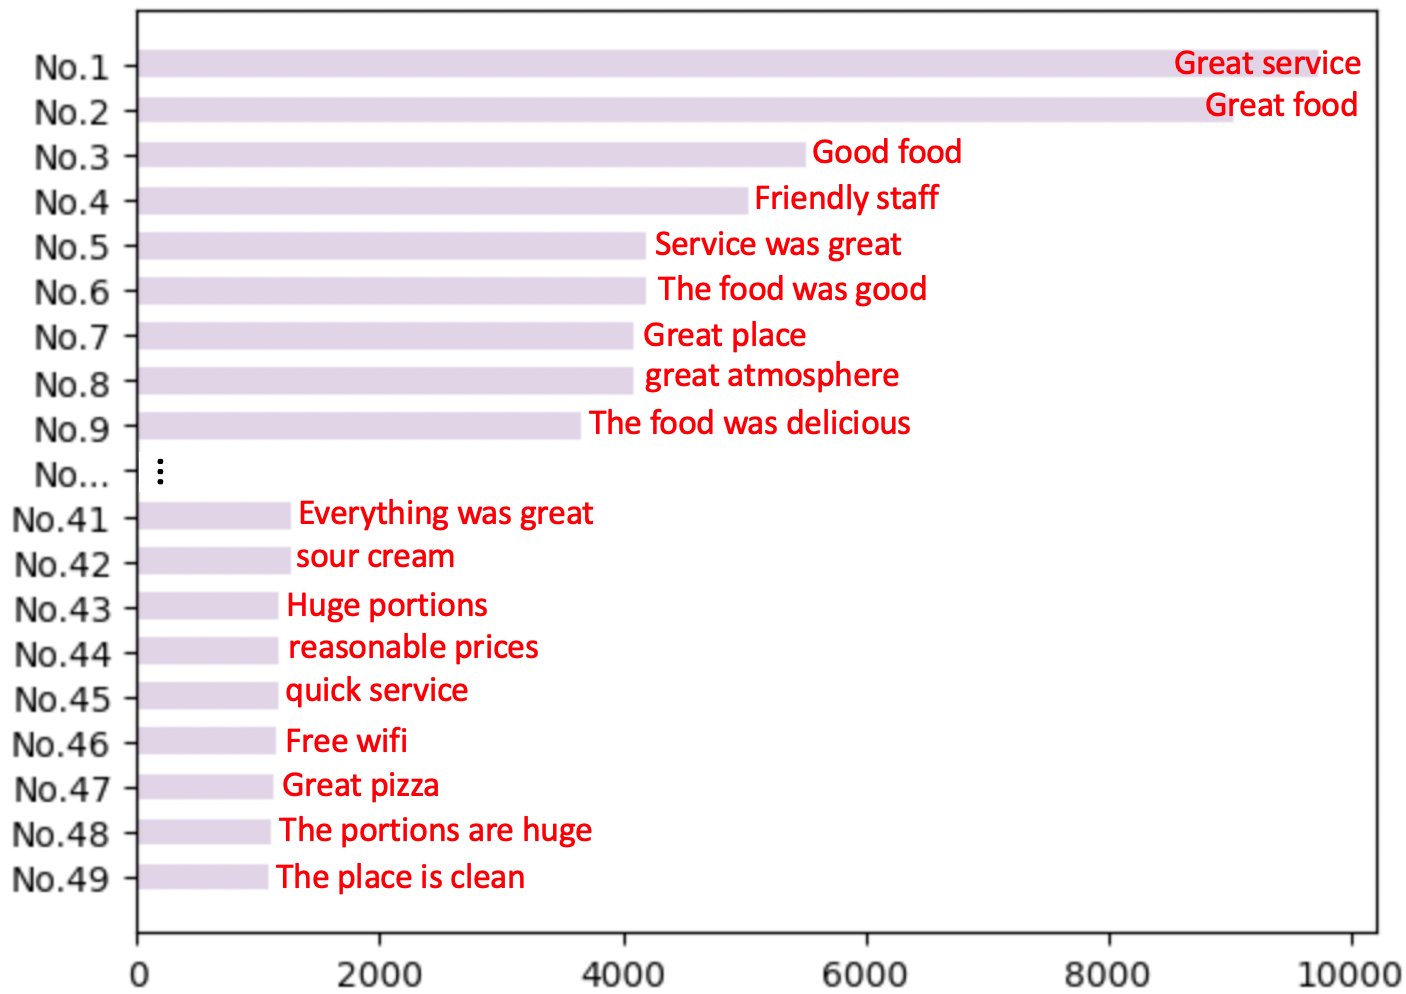 No.1 Great service
No.2 Great food
No.3 Good food
No.4 Friendly staff
No.5 Service was great
No.6 The food was good
No.7 Great place
No.8 great atmosphere
No.9 The food was delicious
No... ⋮
No.41 Everything was great
No.42 sour cream
No.43 Huge portions
No.44 reasonable prices
No.45 quick service
No.46 Free wifi
No.47 Great pizza
No.48 The portions are huge
No.49 The place is clean
0 2000 4000 6000 8000 10000